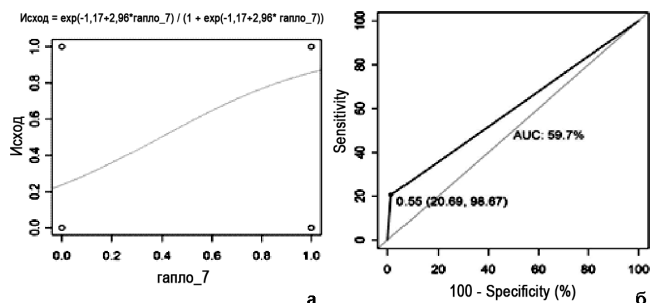 Исход = exp(-1,17+2,96*гапло_7) / (1 + exp(-1,17+2,96* гапло_7))
Исход
1.0
0.8
0.6
0.4
0.2
0.0
0.0 0.2 0.4 0.6 0.8 1.0
гапло_7
а
Sensitivity
100
80
60
40
20
0
AUC: 59.7%
0.55 (20.69, 98.67)
0 20 40 60 80 100
100 - Specificity (%)
б